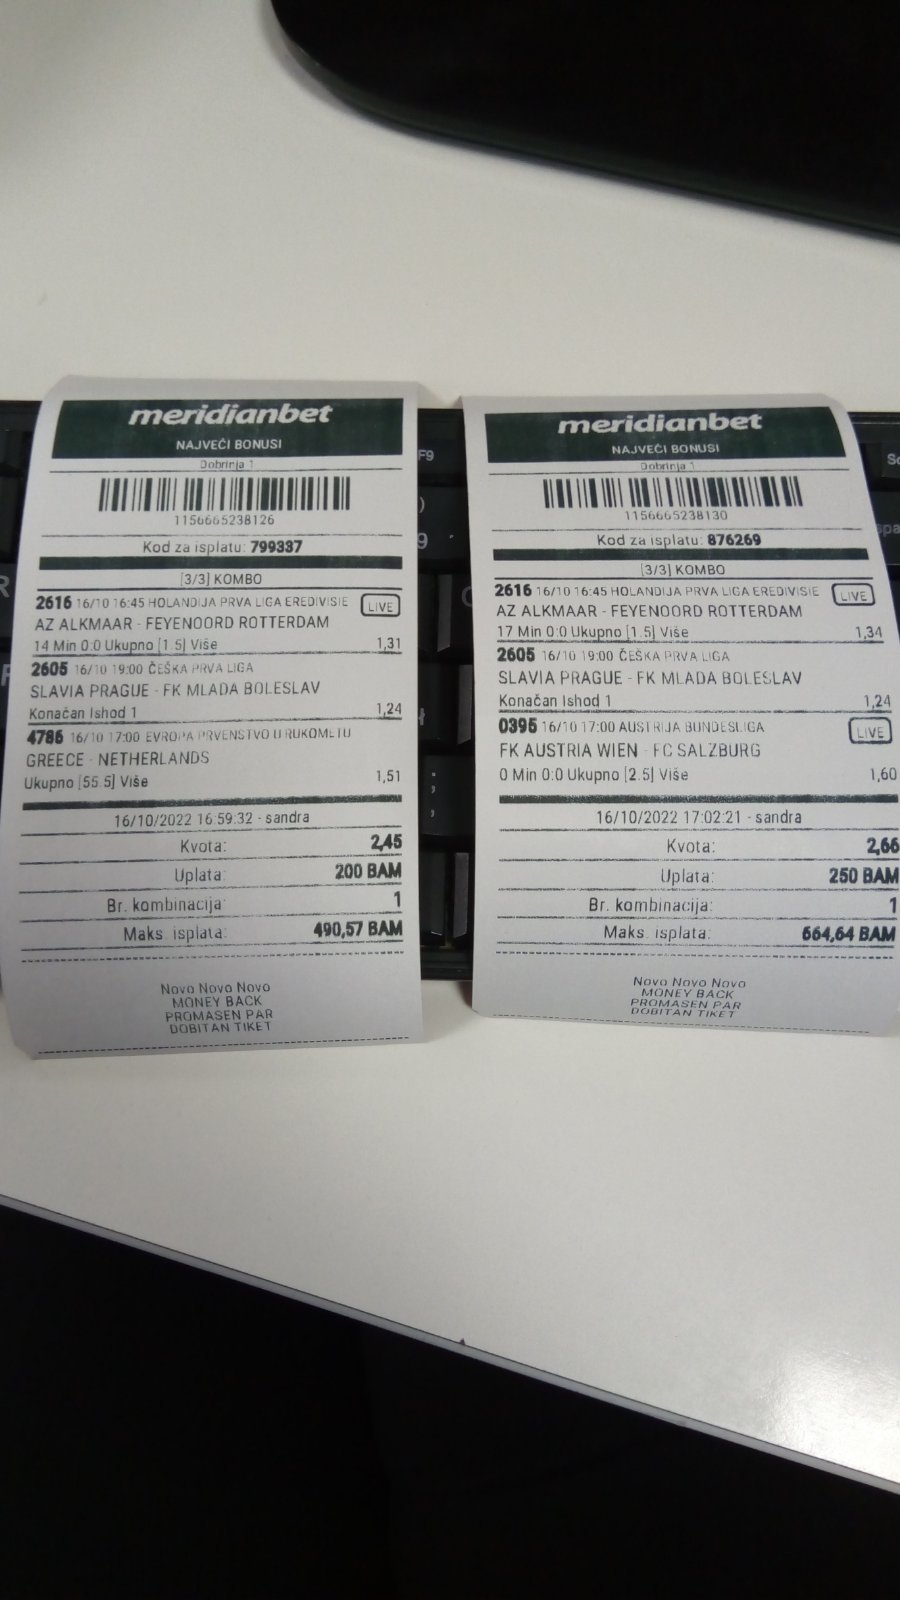 meridianbet
NAJVEĆI BONUSI
Dobrinja 1
1156665238126
Kod za isplatu: 799337
[3/3] KOMBO
2616 16/10 16:45 HOLANDIJA PRVA LIGA EREDIVISIE LIVE
AZ ALKMAAR - FEYENOORD ROTTERDAM
14 Min 0:0 Ukupno [1.5] Više 1,31
2605 16/10 19:00 ČEŠKA PRVA LIGA
SLAVIA PRAGUE - FK MLADA BOLESLAV
Konačan Ishod 1 1,24
4786 16/10 17:00 EVROPA PRVENSTVO U RUKOMETU
GREECE - NETHERLANDS
Ukupno [55.5] Više 1,51
16/10/2022 16:59:32 - sandra
Kvota: 2,45
Uplata: 200 BAM
Br. kombinacija: 1
Maks. isplata: 490,57 BAM
Novo Novo Novo
MONEY BACK
PROMASEN PAR
DOBITAN TIKET
meridianbet
NAJVEĆI BONUSI
Dobrinja 1
1156665238130
Kod za isplatu: 876269
[3/3] KOMBO
2616 16/10 16:45 HOLANDIJA PRVA LIGA EREDIVISIE LIVE
AZ ALKMAAR - FEYENOORD ROTTERDAM
17 Min 0:0 Ukupno [1.5] Više 1,34
2605 16/10 19:00 ČEŠKA PRVA LIGA
SLAVIA PRAGUE - FK MLADA BOLESLAV
Konačan Ishod 1 1,24
0395 16/10 17:00 AUSTRIJA BUNDESLIGA LIVE
FK AUSTRIA WIEN - FC SALZBURG
0 Min 0:0 Ukupno [2.5] Više 1,60
16/10/2022 17:02:21 - sandra
Kvota: 2,66
Uplata: 250 BAM
Br. kombinacija: 1
Maks. isplata: 664,64 BAM
Novo Novo Novo
MONEY BACK
PROMASEN PAR
DOBITAN TIKET
F9
)
9
;
R